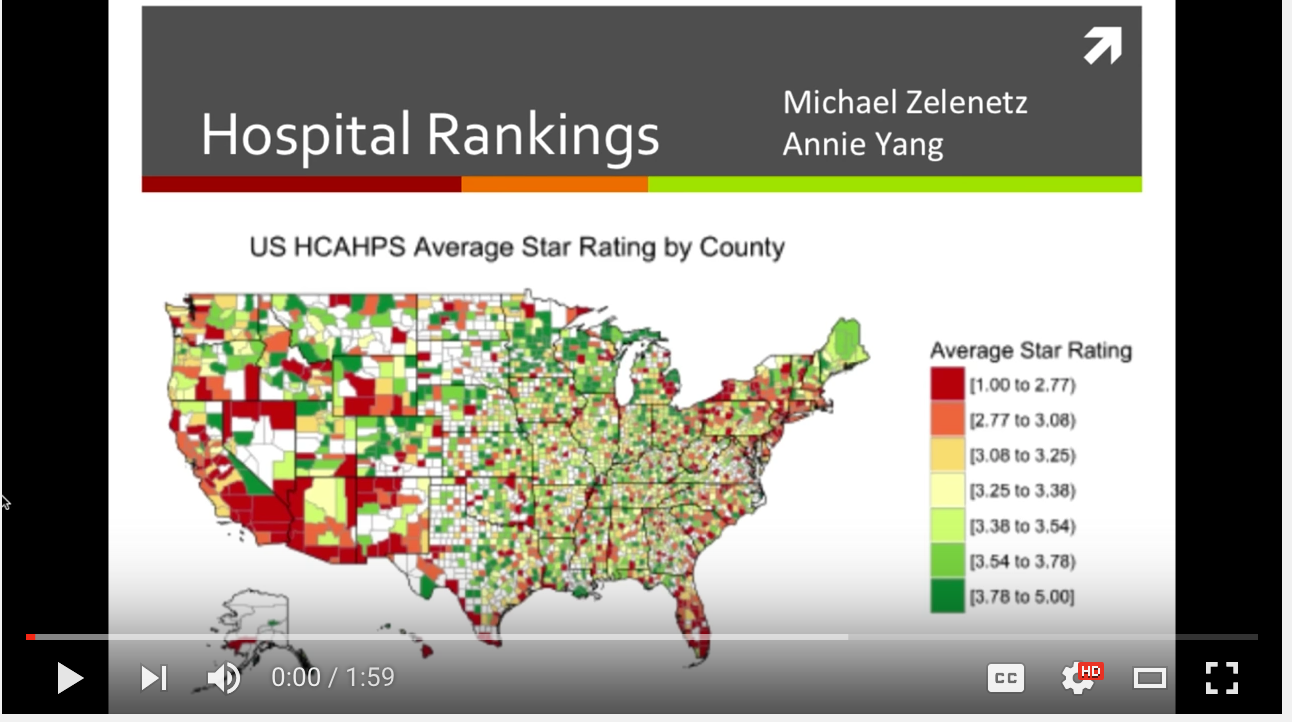 Hospital Rankings
Michael Zelenetz
Annie Yang
US HCAHPS Average Star Rating by County
Average Star Rating
[1.00 to 2.77)
[2.77 to 3.08)
[3.08 to 3.25)
[3.25 to 3.38)
[3.38 to 3.54)
[3.54 to 3.78)
[3.78 to 5.00]
0:00 / 1:59
CC
HD